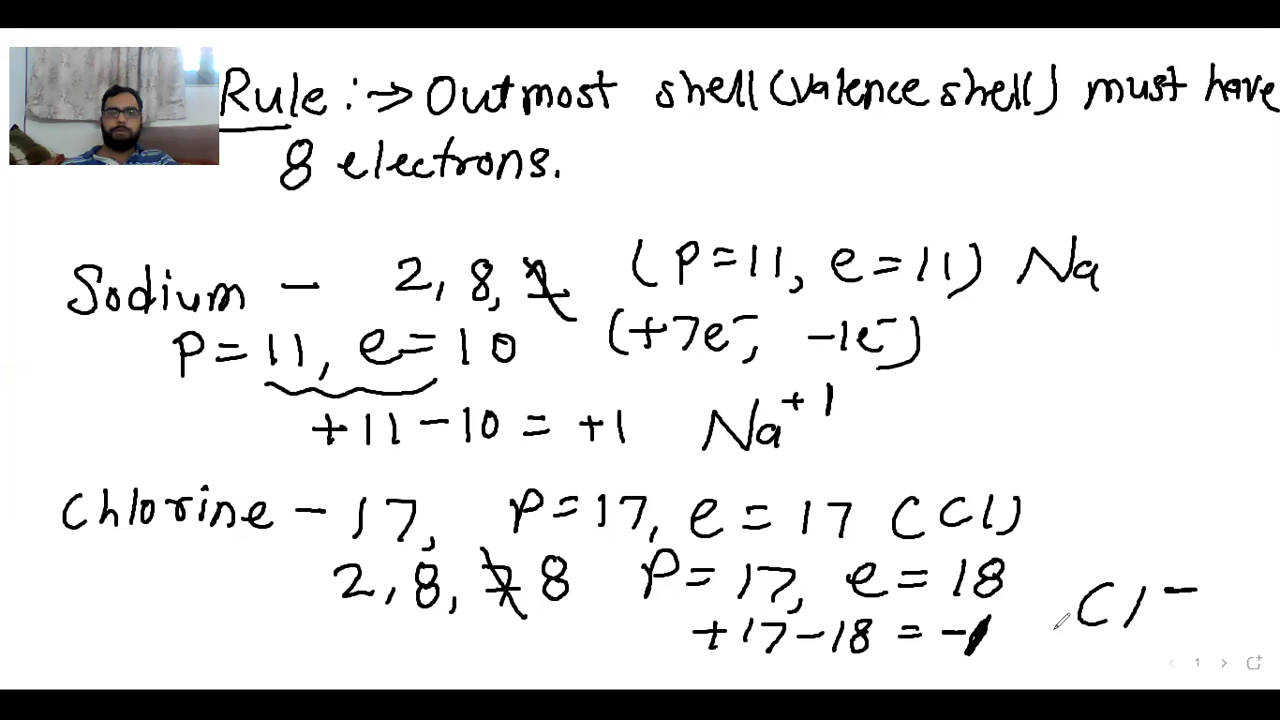 Rule :→ Outmost shell (valence shell) must have
8 electrons.
Sodium - 2, 8, 1 (p=11, e=11) Na
p=11, e=10 (+7e⁻, -1e⁻)
+11-10 = +1 Na⁺¹
Chlorine - 17, p=17, e=17 (Cl)
2, 8, 7 8 p=17, e=18
+17-18 = -1 Cl⁻
1